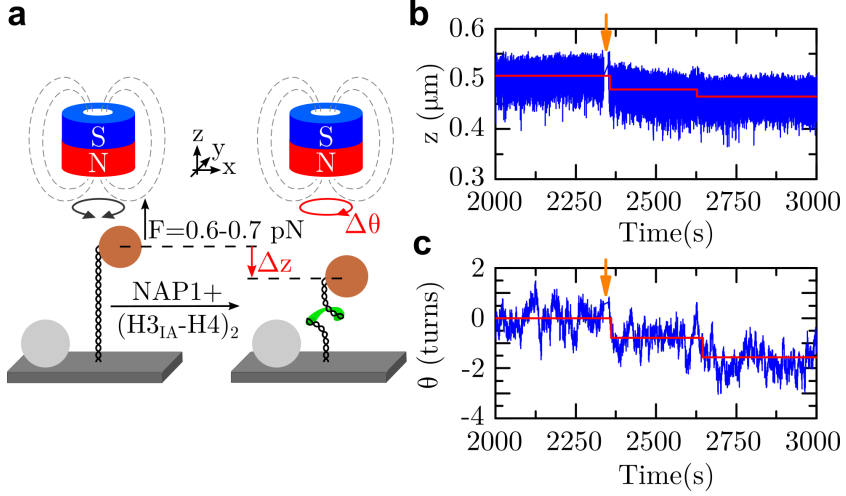 a
S
N
z
y
x
S
N
F=0.6-0.7 pN
Δθ
Δz
NAP1+
(H3IA-H4)2
b
z (μm)
0.6
0.5
0.4
0.3
2000 2250 2500 2750 3000
Time(s)
c
θ (turns)
2
0
-2
-4
2000 2250 2500 2750 3000
Time(s)